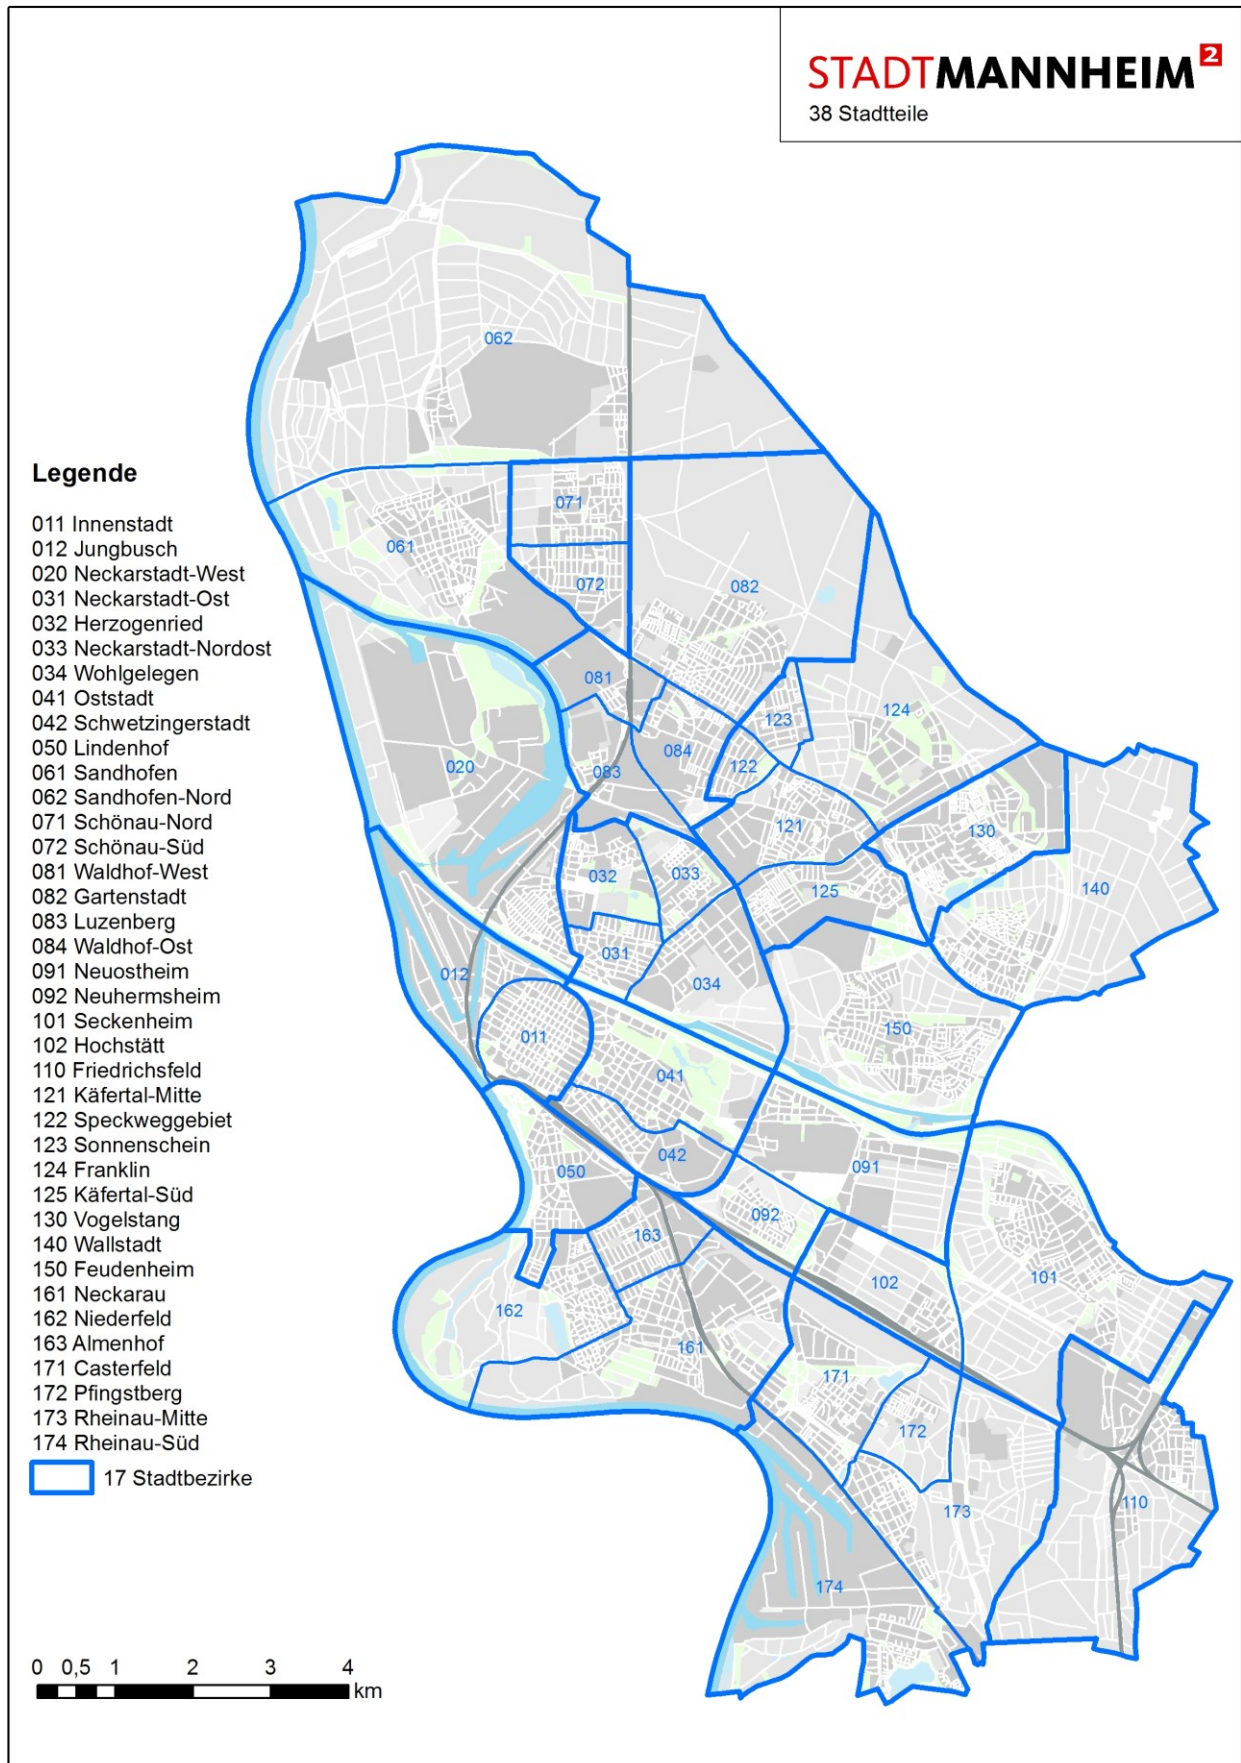 STADTMANNHEIM 2
38 Stadtteile
Legende
011 Innenstadt
012 Jungbusch
020 Neckarstadt-West
031 Neckarstadt-Ost
032 Herzogenried
033 Neckarstadt-Nordost
034 Wohlgelegen
041 Oststadt
042 Schwetzingerstadt
050 Lindenhof
061 Sandhofen
062 Sandhofen-Nord
071 Schönau-Nord
072 Schönau-Süd
081 Waldhof-West
082 Gartenstadt
083 Luzenberg
084 Waldhof-Ost
091 Neuostheim
092 Neuhermsheim
101 Seckenheim
102 Hochstätt
110 Friedrichsfeld
121 Käfertal-Mitte
122 Speckweggebiet
123 Sonnenschein
124 Franklin
125 Käfertal-Süd
130 Vogelstang
140 Wallstadt
150 Feudenheim
161 Neckarau
162 Niederfeld
163 Almenhof
171 Casterfeld
172 Pfingstberg
173 Rheinau-Mitte
174 Rheinau-Süd
17 Stadtbezirke
0 0,5 1 2 3 4
km
062
071
061
072
082
081
123
124
084
083
122
020
121
130
032
033
125
140
031
012
034
011
150
041
042
091
050
092
163
102
101
162
161
171
172
173
110
174